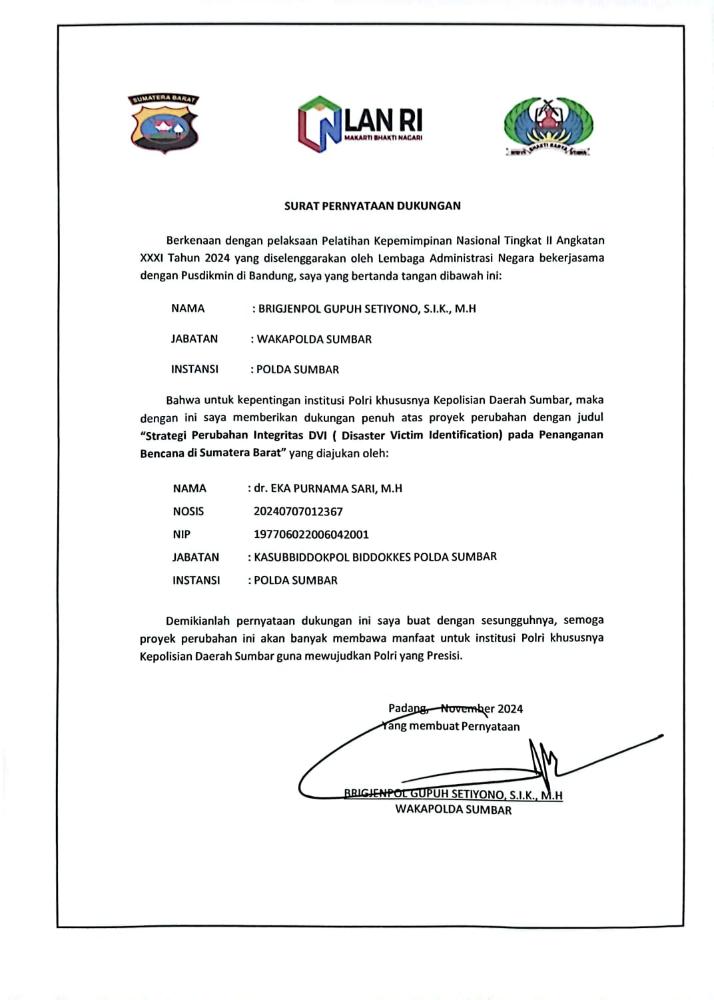 SUMATERA BARAT
LAN RI
MAKARTI BHAKTI NAGARI
BHAKTI KARYA
SURAT PERNYATAAN DUKUNGAN
Berkenaan dengan pelaksaan Pelatihan Kepemimpinan Nasional Tingkat II Angkatan
XXXI Tahun 2024 yang diselenggarakan oleh Lembaga Administrasi Negara bekerjasama
dengan Pusdikmin di Bandung, saya yang bertanda tangan dibawah ini:
NAMA : BRIGJENPOL GUPUH SETIYONO, S.I.K., M.H
JABATAN : WAKAPOLDA SUMBAR
INSTANSI : POLDA SUMBAR
Bahwa untuk kepentingan institusi Polri khususnya Kepolisian Daerah Sumbar, maka
dengan ini saya memberikan dukungan penuh atas proyek perubahan dengan judul
“Strategi Perubahan Integritas DVI ( Disaster Victim Identification) pada Penanganan
Bencana di Sumatera Barat” yang diajukan oleh:
NAMA : dr. EKA PURNAMA SARI, M.H
NOSIS 20240707012367
NIP 197706022006042001
JABATAN : KASUBBIDDOKPOL BIDDOKKES POLDA SUMBAR
INSTANSI : POLDA SUMBAR
Demikianlah pernyataan dukungan ini saya buat dengan sesungguhnya, semoga
proyek perubahan ini akan banyak membawa manfaat untuk institusi Polri khususnya
Kepolisian Daerah Sumbar guna mewujudkan Polri yang Presisi.
Padang, November 2024
Yang membuat Pernyataan
BRIGJENPOL GUPUH SETIYONO, S.I.K., M.H
WAKAPOLDA SUMBAR